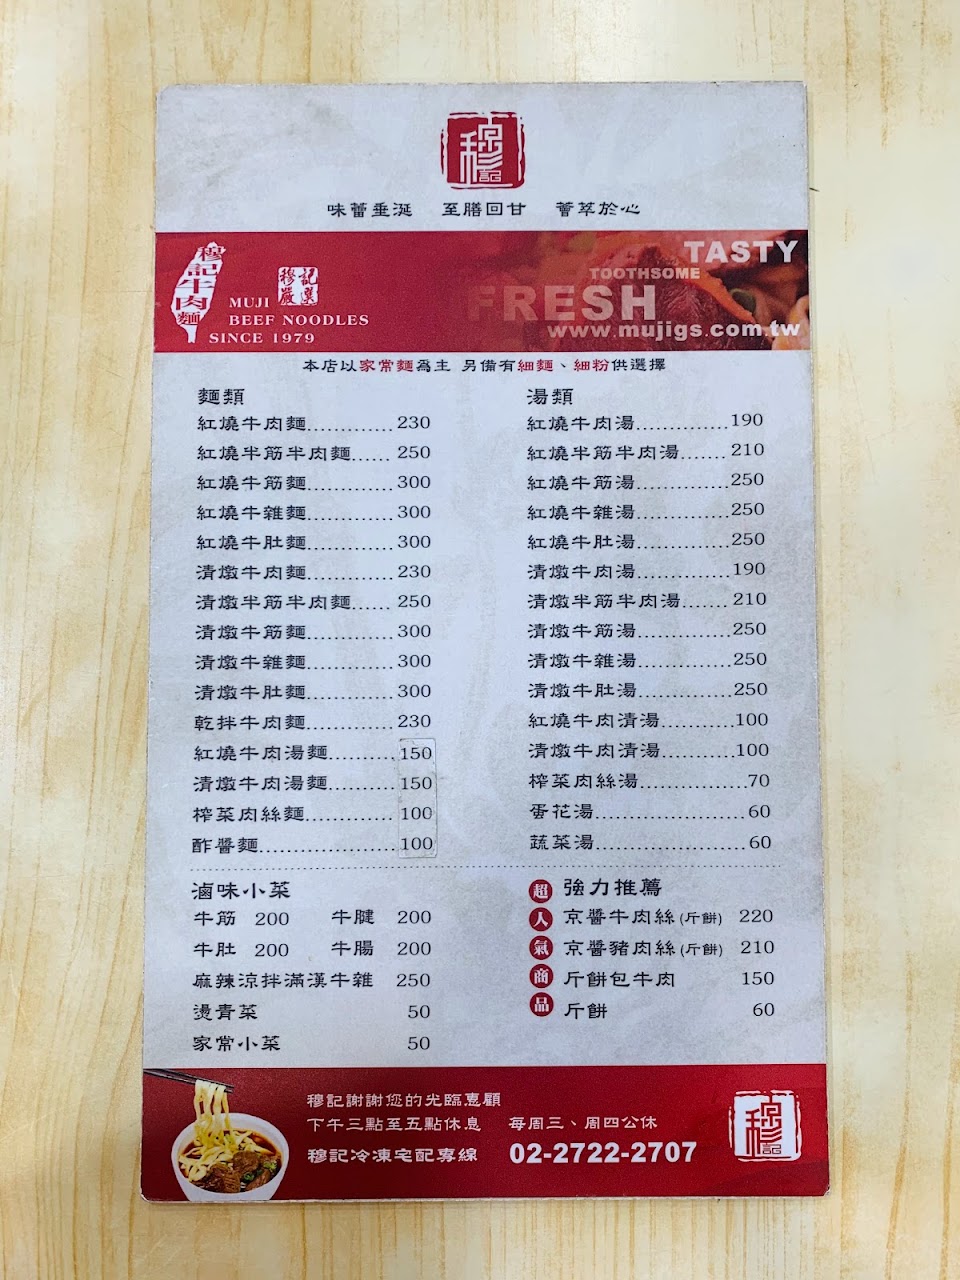 穆記
味蕾垂涎 至膳回甘 薈萃於心
穆記牛肉麵
穆記嚴選
MUJI
BEEF NOODLES
SINCE 1979
TASTY
TOOTHSOME
FRESH
www.mujigs.com.tw
本店以家常麵為主 另備有細麵、細粉供選擇
麵類
紅燒牛肉麵.............230
紅燒半筋半肉麵......250
紅燒牛筋麵.............300
紅燒牛雜麵.............300
紅燒牛肚麵.............300
清燉牛肉麵.............230
清燉半筋半肉麵......250
清燉牛筋麵.............300
清燉牛雜麵.............300
清燉牛肚麵.............300
乾拌牛肉麵.............230
紅燒牛肉湯麵..........150
清燉牛肉湯麵..........150
榨菜肉絲麵.............100
酢醬麵....................100
湯類
紅燒牛肉湯..............190
紅燒半筋半肉湯.......210
紅燒牛筋湯..............250
紅燒牛雜湯..............250
紅燒牛肚湯..............250
清燉牛肉湯..............190
清燉半筋半肉湯.......210
清燉牛筋湯..............250
清燉牛雜湯..............250
清燉牛肚湯..............250
紅燒牛肉清湯...........100
清燉牛肉清湯...........100
榨菜肉絲湯................70
蛋花湯.......................60
蔬菜湯.......................60
滷味小菜
牛筋 200 牛腱 200
牛肚 200 牛腸 200
麻辣涼拌滿漢牛雜 250
燙青菜 50
家常小菜 50
超人氣商品
強力推薦
京醬牛肉絲(斤餅) 220
京醬豬肉絲(斤餅) 210
斤餅包牛肉 150
斤餅 60
穆記謝謝您的光臨惠顧
下午三點至五點休息 每周三、周四公休
穆記冷凍宅配專線 02-2722-2707
穆記